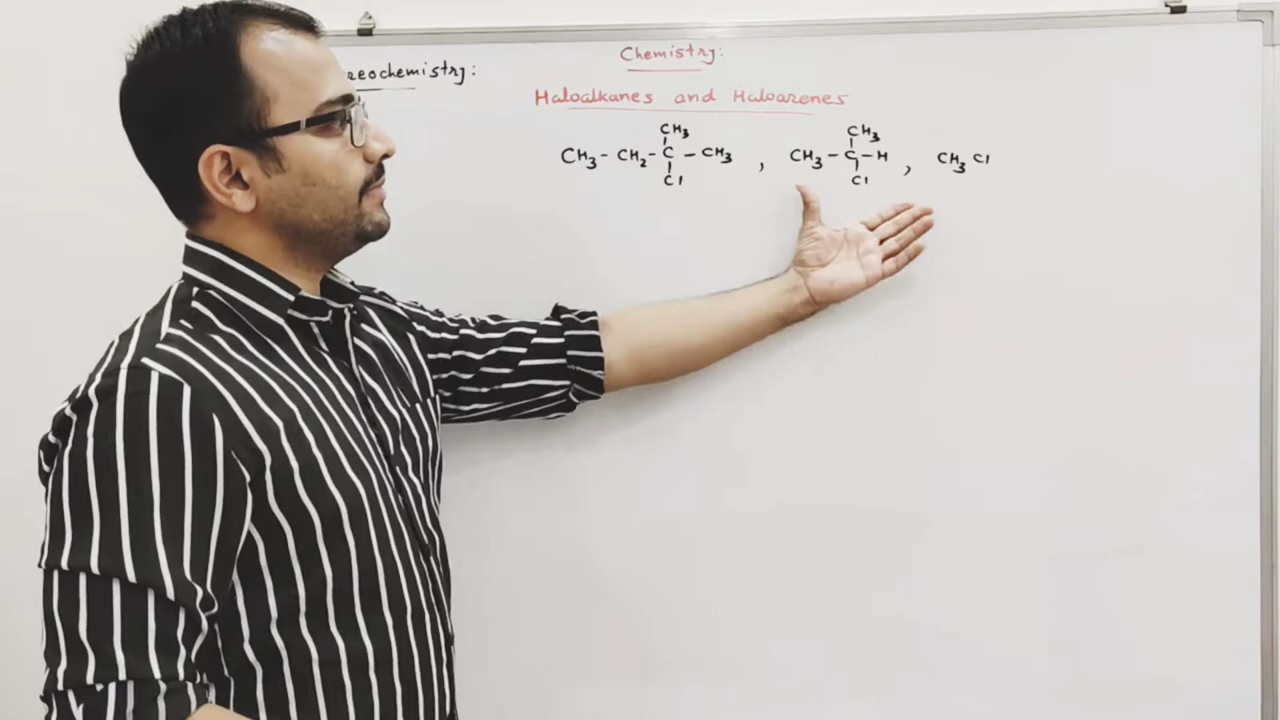 Chemistry:
reochemistry:
Haloalkanes and Haloarenes
CH3 CH3
CH3 - CH2 - C - CH3 , CH3 - C - H , CH3 Cl
Cl Cl